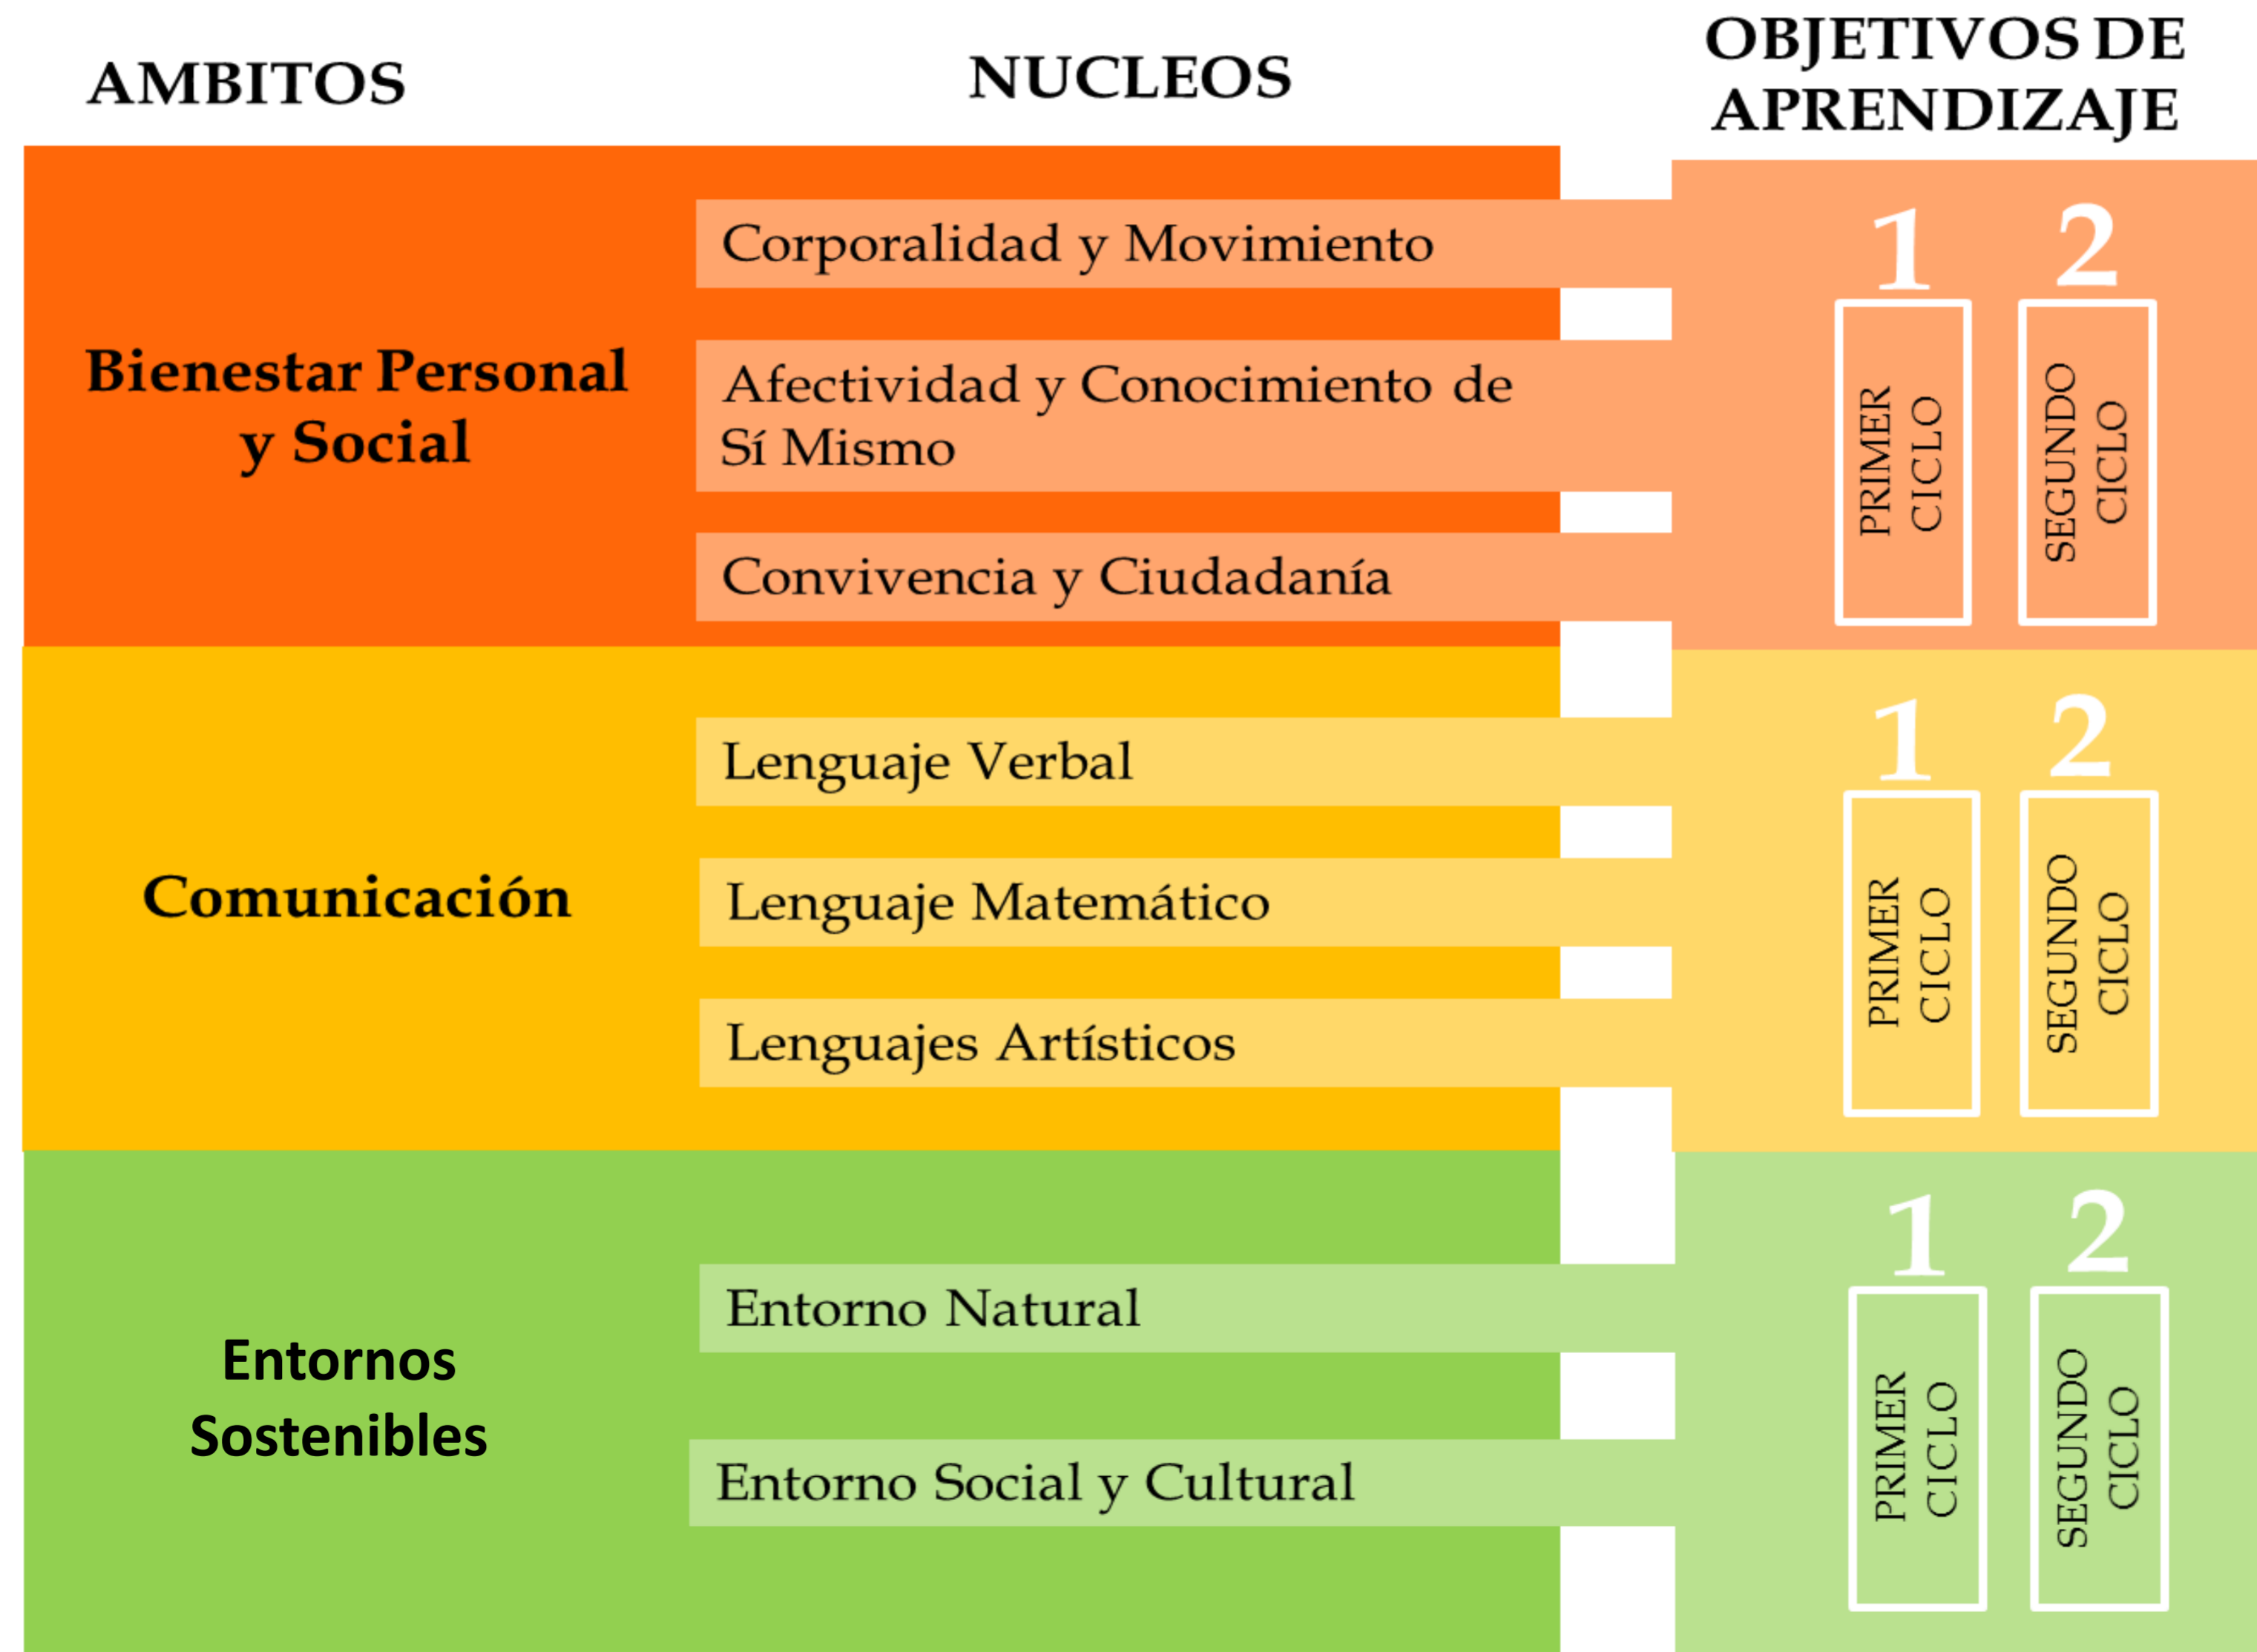 AMBITOS
NUCLEOS
OBJETIVOS DE
APRENDIZAJE
Bienestar Personal
y Social
Corporalidad y Movimiento
Afectividad y Conocimiento de
Sí Mismo
Convivencia y Ciudadanía
1
2
PRIMER
CICLO
SEGUNDO
CICLO
Comunicación
Lenguaje Verbal
Lenguaje Matemático
Lenguajes Artísticos
1
2
PRIMER
CICLO
SEGUNDO
CICLO
Entornos
Sostenibles
Entorno Natural
Entorno Social y Cultural
1
2
PRIMER
CICLO
SEGUNDO
CICLO